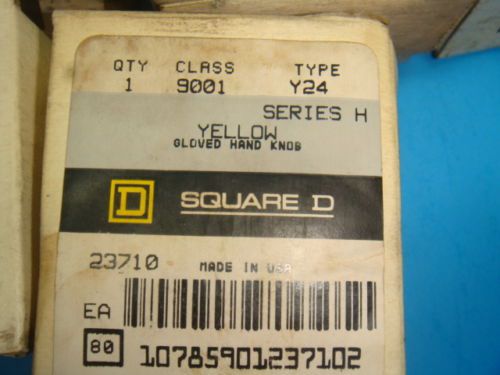 QTY CLASS TYPE
1 9001 Y24
SERIES H
YELLOW
GLOVED HAND KNOB
D SQUARE D
23710 MADE IN USA
EA
80 10785901237102